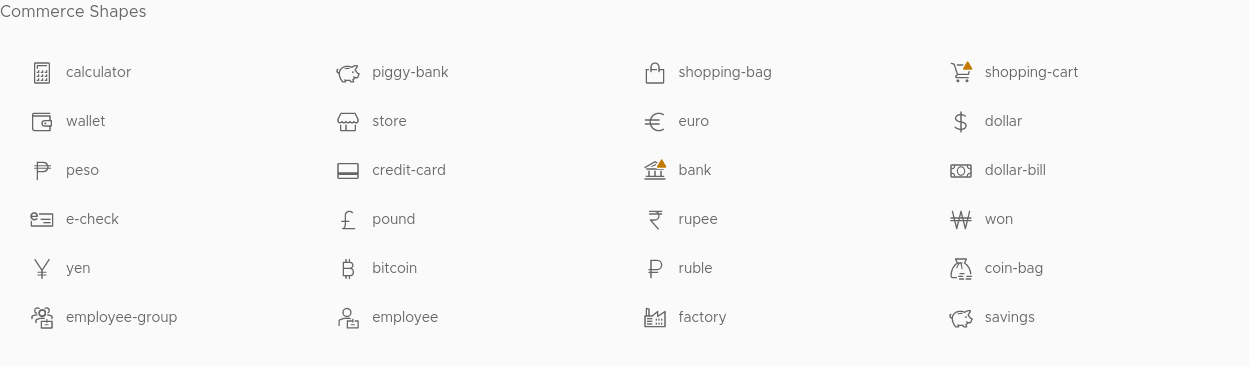 Commerce Shapes
calculator piggy-bank shopping-bag shopping-cart
wallet store euro dollar
peso credit-card bank dollar-bill
e-check pound rupee won
yen bitcoin ruble coin-bag
employee-group employee factory savings